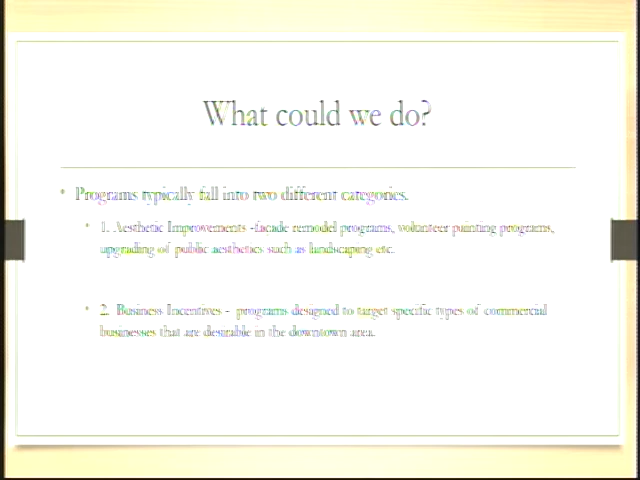 What could we do?
• Programs typically fall into two different categories.
• 1. Aesthetic Improvements -facade remodel programs, volunteer painting programs,
upgrading of public aesthetics such as landscaping etc.
• 2. Business Incentives - programs designed to target specific types of commercial
businesses that are desirable in the downtown area.